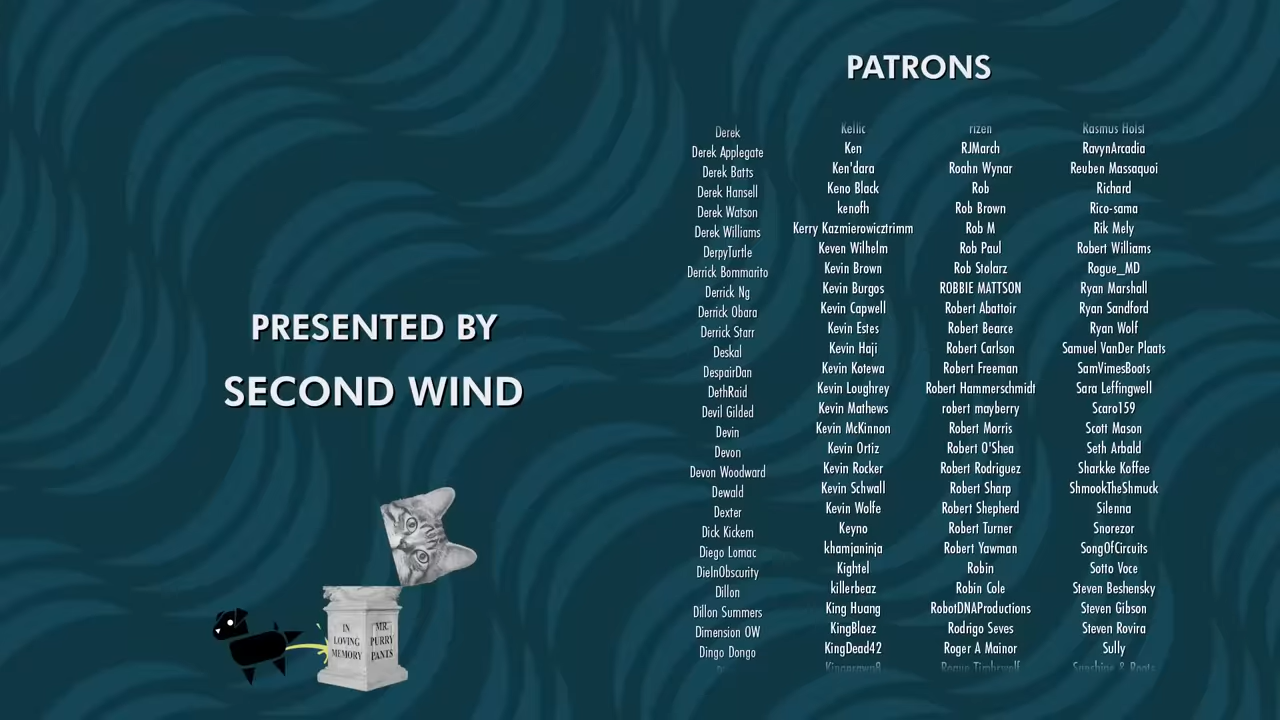 PATRONS
Derek
Derek Applegate
Derek Batts
Derek Hansell
Derek Watson
Derek Williams
DerpyTurtle
Derrick Bommarito
Derrick Ng
Derrick Obara
Derrick Starr
Deskal
DespairDan
DethRaid
Devil Gilded
Devin
Devon
Devon Woodward
Dewald
Dexter
Dick Kickem
Diego Lomac
DieInObscurity
Dillon
Dillon Summers
Dimension OW
Dingo Dongo
Kellic
Ken
Ken'dara
Keno Black
kenofh
Kerry Kazmierowicztrimm
Keven Wilhelm
Kevin Brown
Kevin Burgos
Kevin Capwell
Kevin Estes
Kevin Haji
Kevin Kotewa
Kevin Loughrey
Kevin Mathews
Kevin McKinnon
Kevin Ortiz
Kevin Rocker
Kevin Schwall
Kevin Wolfe
Keyno
khamjaninja
Kightel
killerbeaz
King Huang
KingBlaez
KingDead42
rizen
RJMarch
Roahn Wynar
Rob
Rob Brown
Rob M
Rob Paul
Rob Stolarz
ROBBIE MATTSON
Robert Abattoir
Robert Bearce
Robert Carlson
Robert Freeman
Robert Hammerschmidt
robert mayberry
Robert Morris
Robert O'Shea
Robert Rodriguez
Robert Sharp
Robert Shepherd
Robert Turner
Robert Yawman
Robin
Robin Cole
RobotDNAProductions
Rodrigo Seves
Roger A Mainor
Rogue Timbrwolf
Rasmus Holst
RavynArcadia
Reuben Massaquoi
Richard
Rico-sama
Rik Mely
Robert Williams
Rogue_MD
Ryan Marshall
Ryan Sandford
Ryan Wolf
Samuel VanDer Plaats
SamVimesBoots
Sara Leffingwell
Scaro159
Scott Mason
Seth Arbald
Sharkke Koffee
ShmookTheShmuck
Silenna
Snorezor
SongOfCircuits
Sotto Voce
Steven Beshensky
Steven Gibson
Steven Rovira
Sully
Sunshine & Boats
PRESENTED BY
SECOND WIND
IN
LOVING
MEMORY
MR.
PURRY
PANTS